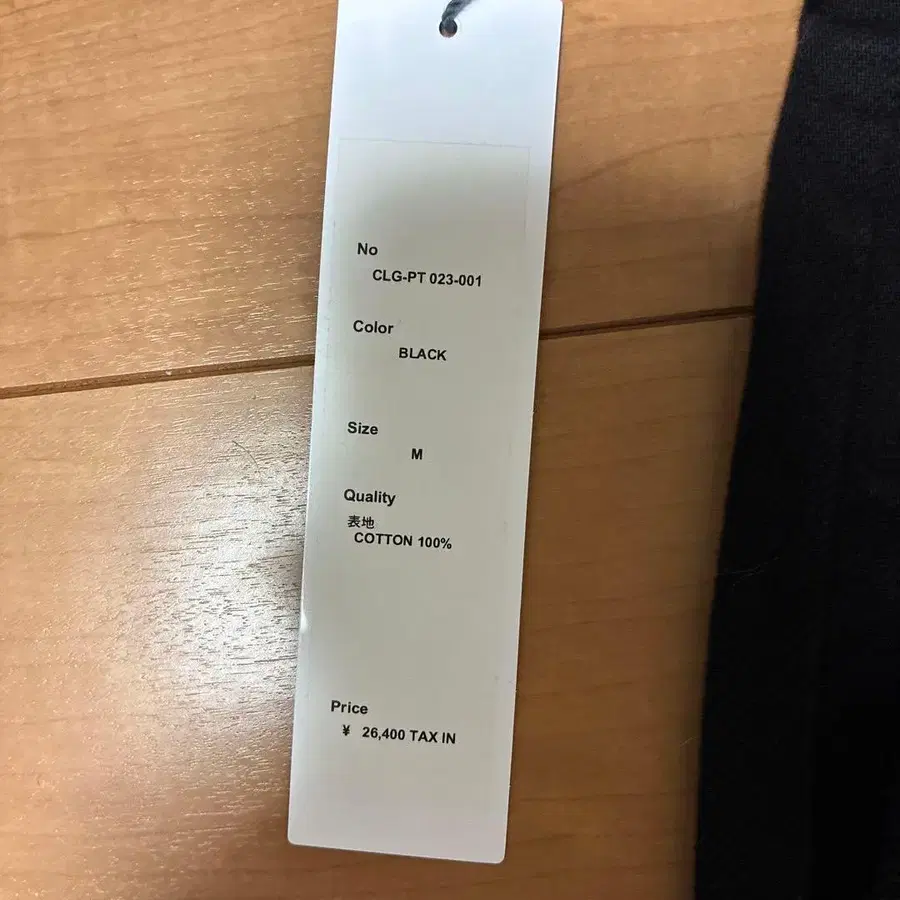 No
CLG-PT 023-001
Color
BLACK
Size
M
Quality
表地
COTTON 100%
Price
¥ 26,400 TAX IN